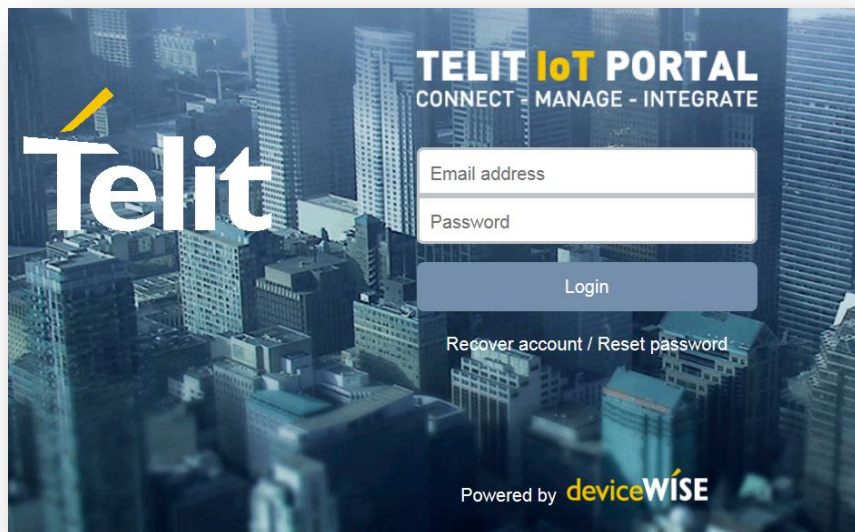 TELIT IoT PORTAL
CONNECT - MANAGE - INTEGRATE
Telit
Email address
Password
Login
Recover account / Reset password
Powered by deviceWISE